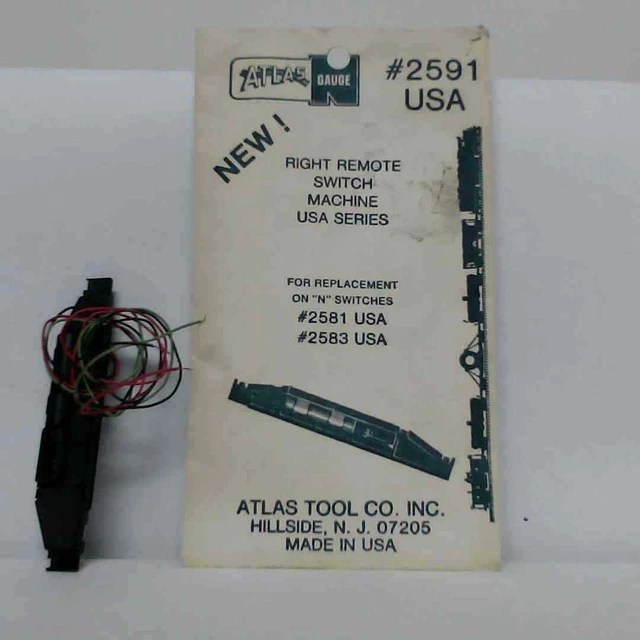 ATLAS N GAUGE
#2591
USA
NEW!
RIGHT REMOTE
SWITCH
MACHINE
USA SERIES
FOR REPLACEMENT
ON "N" SWITCHES
#2581 USA
#2583 USA
ATLAS TOOL CO. INC.
HILLSIDE, N. J. 07205
MADE IN USA